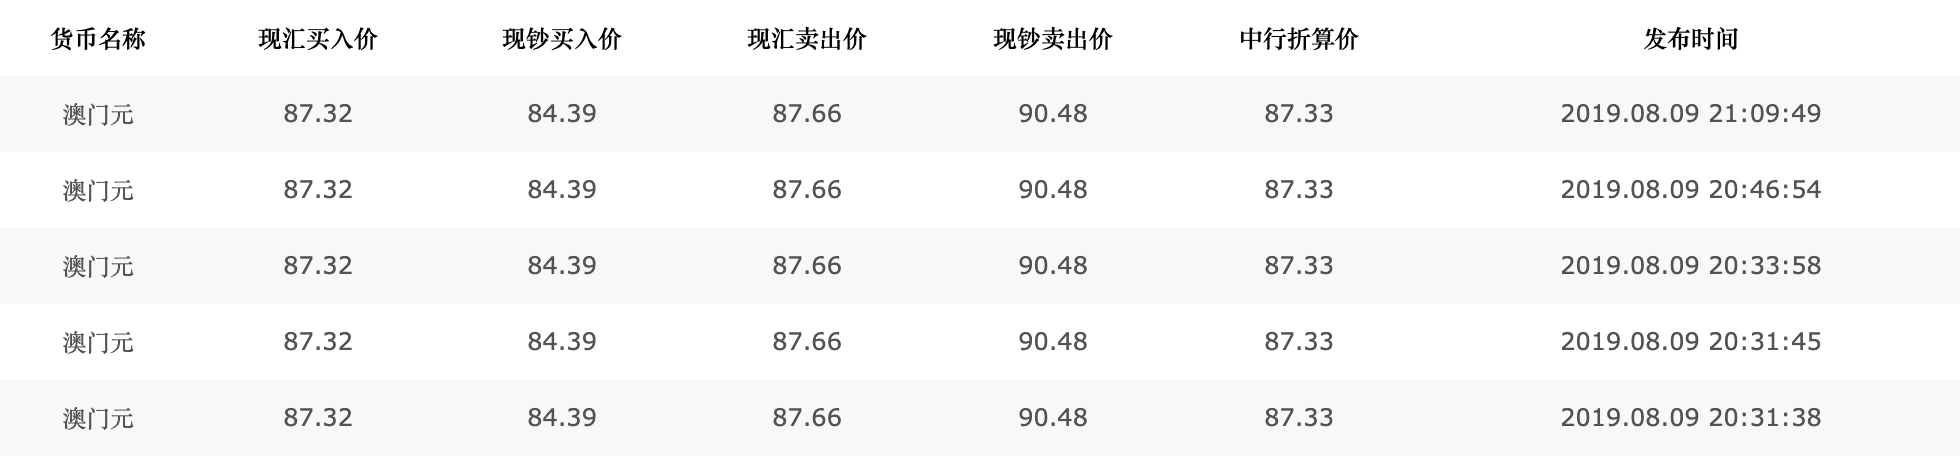 货币名称 现汇买入价 现钞买入价 现汇卖出价 现钞卖出价 中行折算价 发布时间
澳门元 87.32 84.39 87.66 90.48 87.33 2019.08.09 21:09:49
澳门元 87.32 84.39 87.66 90.48 87.33 2019.08.09 20:46:54
澳门元 87.32 84.39 87.66 90.48 87.33 2019.08.09 20:33:58
澳门元 87.32 84.39 87.66 90.48 87.33 2019.08.09 20:31:45
澳门元 87.32 84.39 87.66 90.48 87.33 2019.08.09 20:31:38